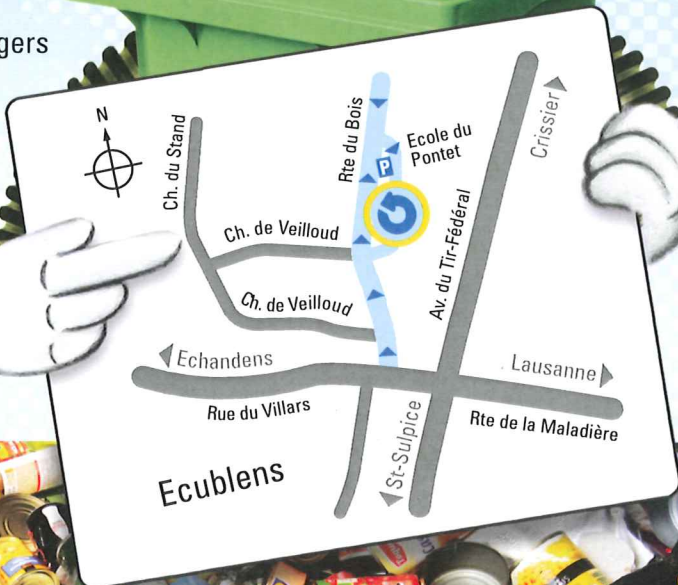 gers
N
Ch. du Stand
Rte du Bois
Ecole du
Pontet
P
Crissier
Ch. de Veilloud
Av. du Tir-Fédéral
Ch. de Veilloud
Echandens
Lausanne
Rue du Villars
Rte de la Maladière
St-Sulpice
Ecublens